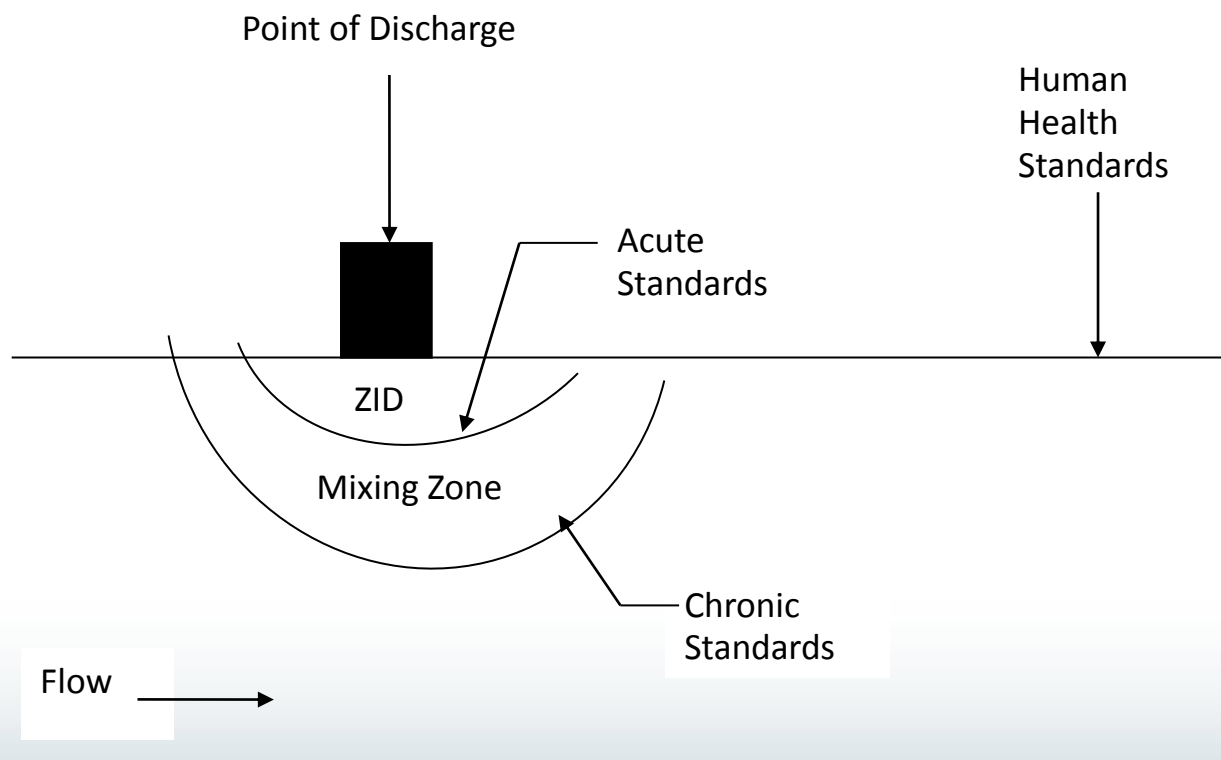 Point of Discharge
Human
Health
Standards
Acute
Standards
ZID
Mixing Zone
Chronic
Standards
Flow